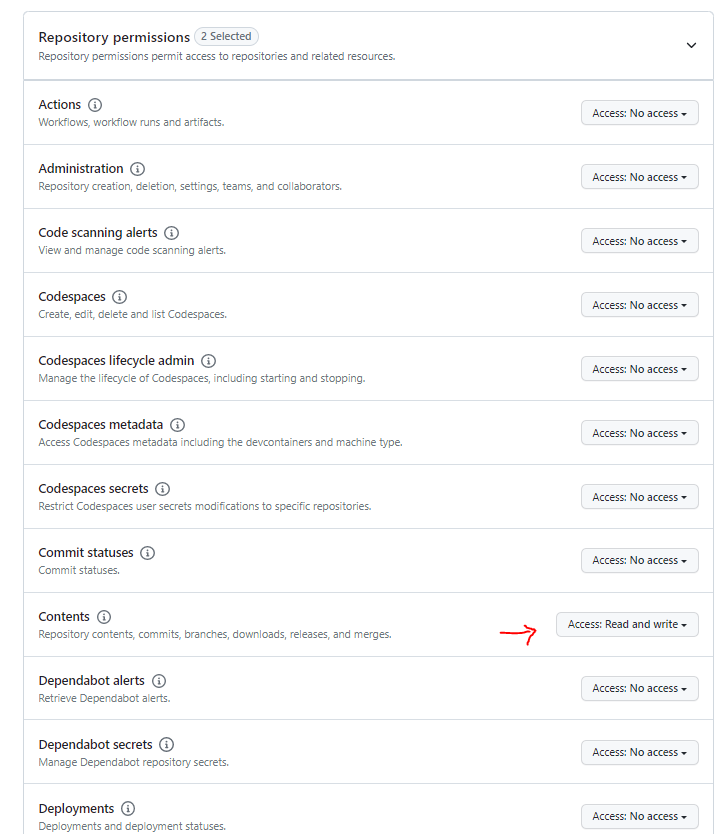 Repository permissions 2 Selected
Repository permissions permit access to repositories and related resources.
Actions
Workflows, workflow runs and artifacts.
Access: No access
Administration
Repository creation, deletion, settings, teams, and collaborators.
Access: No access
Code scanning alerts
View and manage code scanning alerts.
Access: No access
Codespaces
Create, edit, delete and list Codespaces.
Access: No access
Codespaces lifecycle admin
Manage the lifecycle of Codespaces, including starting and stopping.
Access: No access
Codespaces metadata
Access Codespaces metadata including the devcontainers and machine type.
Access: No access
Codespaces secrets
Restrict Codespaces user secrets modifications to specific repositories.
Access: No access
Commit statuses
Commit statuses.
Access: No access
Contents
Repository contents, commits, branches, downloads, releases, and merges.
Access: Read and write
Dependabot alerts
Retrieve Dependabot alerts.
Access: No access
Dependabot secrets
Manage Dependabot repository secrets.
Access: No access
Deployments
Deployments and deployment statuses.
Access: No access